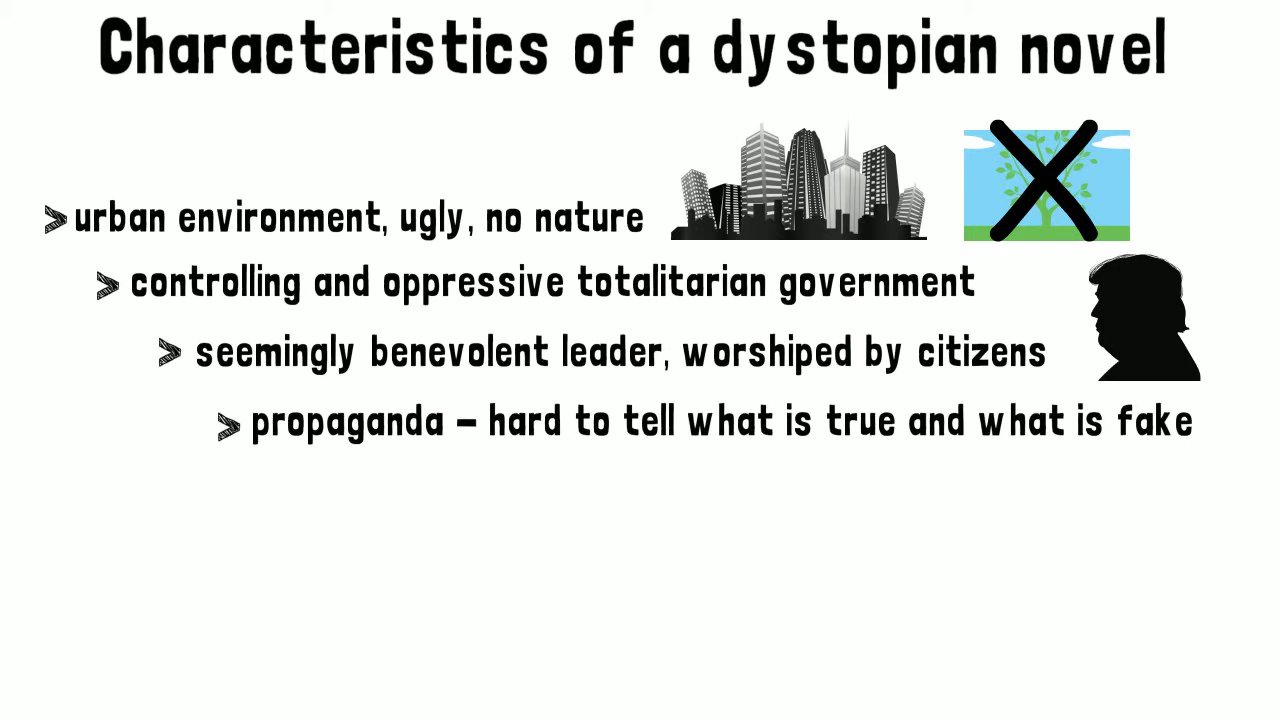 Characteristics of a dystopian novel
> urban environment, ugly, no nature
> controlling and oppressive totalitarian government
> seemingly benevolent leader, worshiped by citizens
> propaganda – hard to tell what is true and what is fake